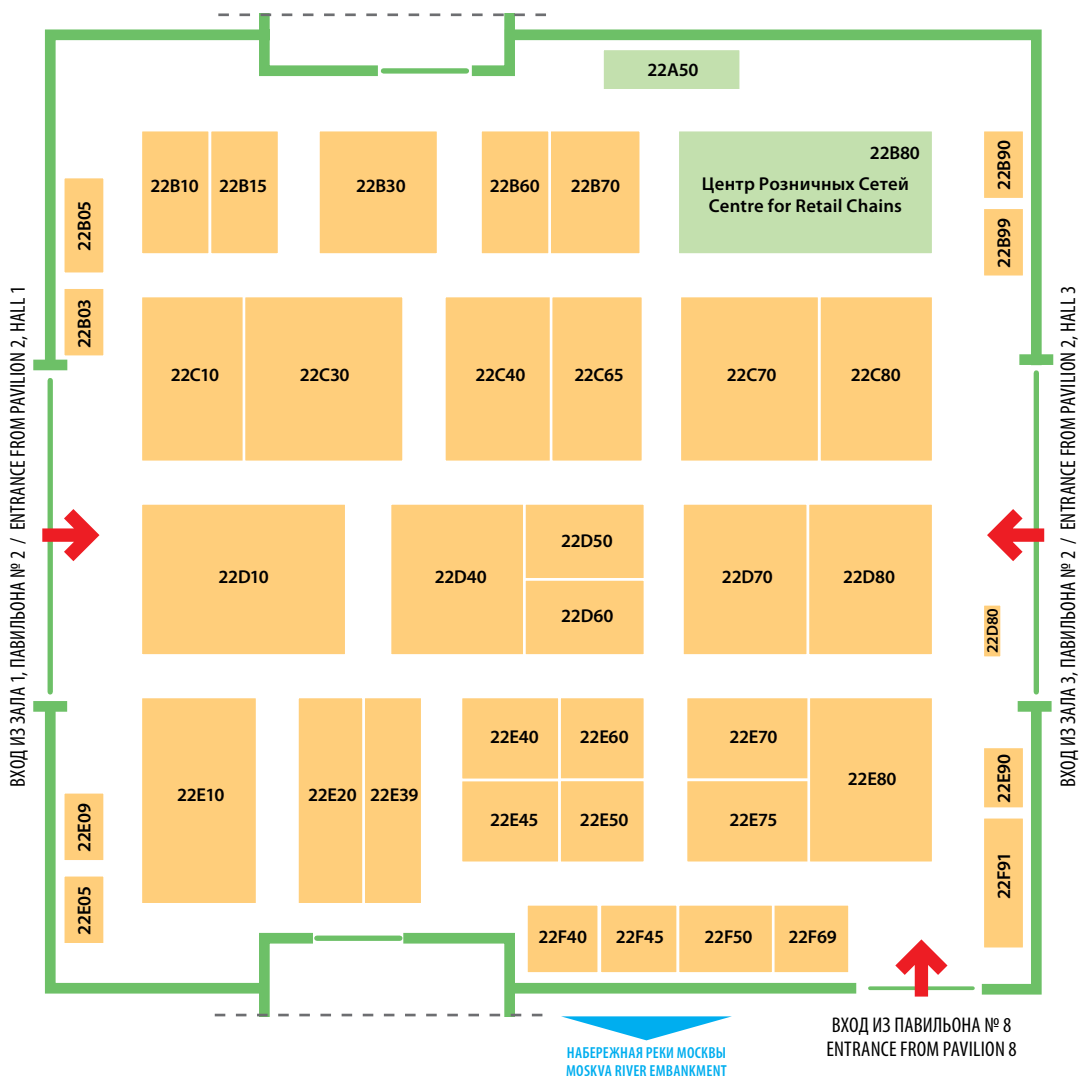 22A50
22B80
Центр Розничных Сетей
Centre for Retail Chains
22B10
22B15
22B30
22B60
22B70
22B90
22B99
22B05
22B03
22C10
22C30
22C40
22C65
22C70
22C80
ВХОД ИЗ ЗАЛА 1, ПАВИЛЬОНА № 2 / ENTRANCE FROM PAVILION 2, HALL 1
ВХОД ИЗ ЗАЛА 3, ПАВИЛЬОНА № 2 / ENTRANCE FROM PAVILION 2, HALL 3
22D10
22D40
22D50
22D60
22D70
22D80
22D80
22E10
22E20
22E39
22E40
22E60
22E45
22E50
22E70
22E75
22E80
22E90
22E09
22E05
22F91
22F40
22F45
22F50
22F69
НАБЕРЕЖНАЯ РЕКИ МОСКВЫ
MOSKVA RIVER EMBANKMENT
ВХОД ИЗ ПАВИЛЬОНА № 8
ENTRANCE FROM PAVILION 8